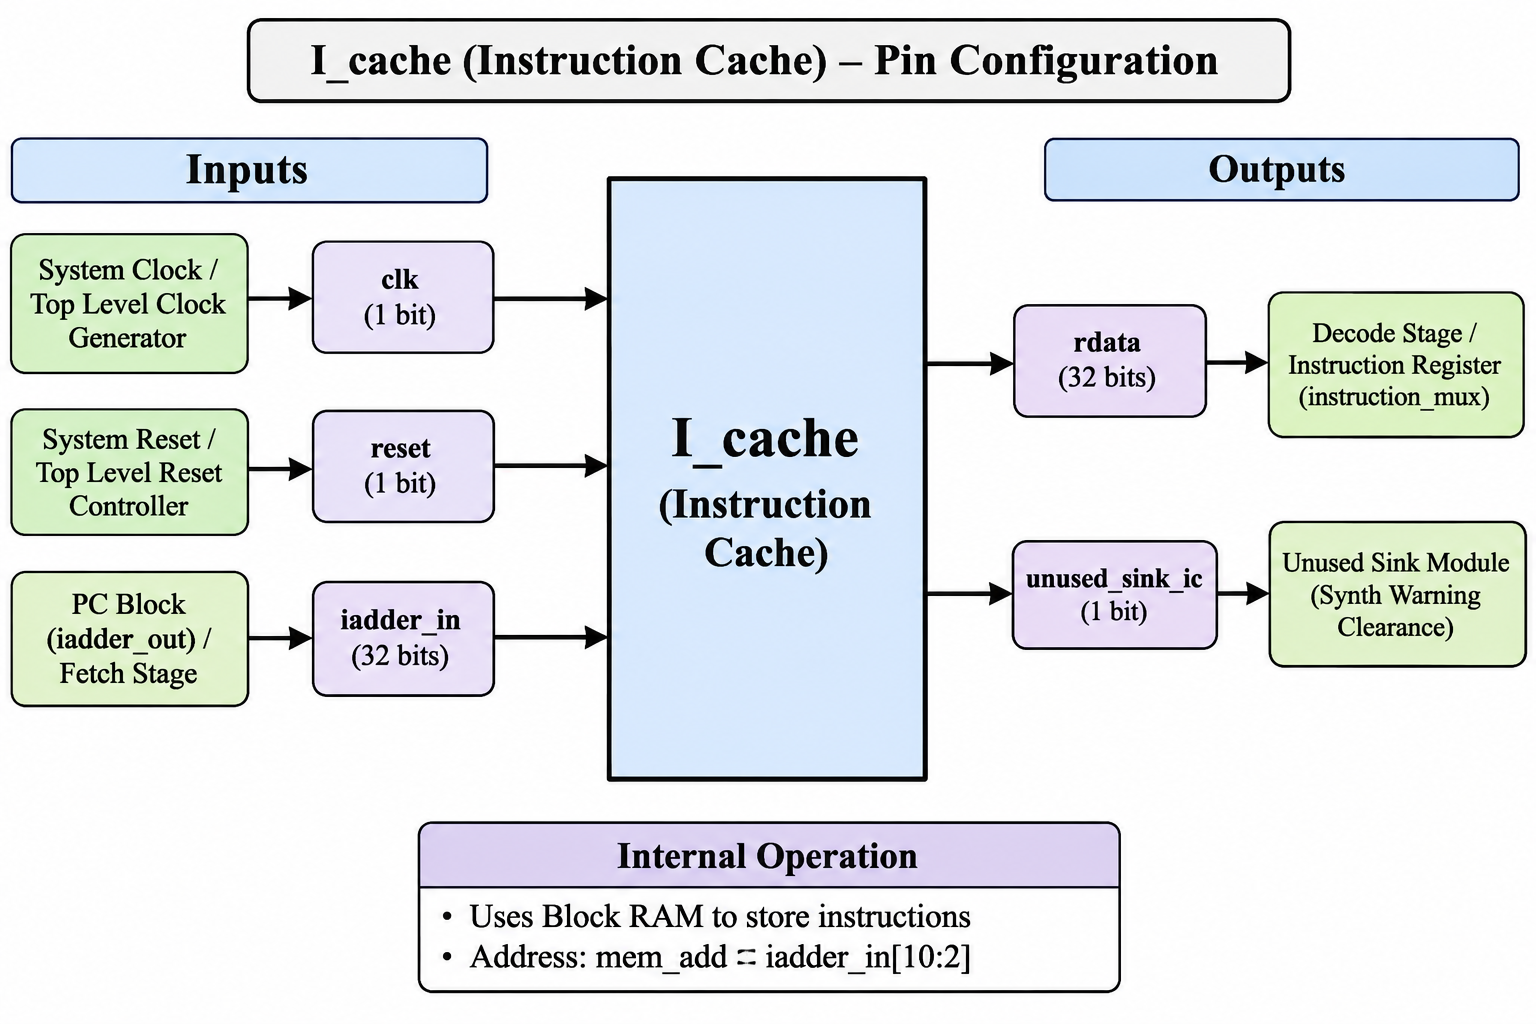 I_cache (Instruction Cache) – Pin Configuration
Inputs
Outputs
System Clock /
Top Level Clock
Generator
clk
(1 bit)
System Reset /
Top Level Reset
Controller
reset
(1 bit)
PC Block
(iadder_out) /
Fetch Stage
iadder_in
(32 bits)
I_cache
(Instruction
Cache)
rdata
(32 bits)
Decode Stage /
Instruction Register
(instruction_mux)
unused_sink_ic
(1 bit)
Unused Sink Module
(Synth Warning
Clearance)
Internal Operation
• Uses Block RAM to store instructions
• Address: mem_add = iadder_in[10:2]